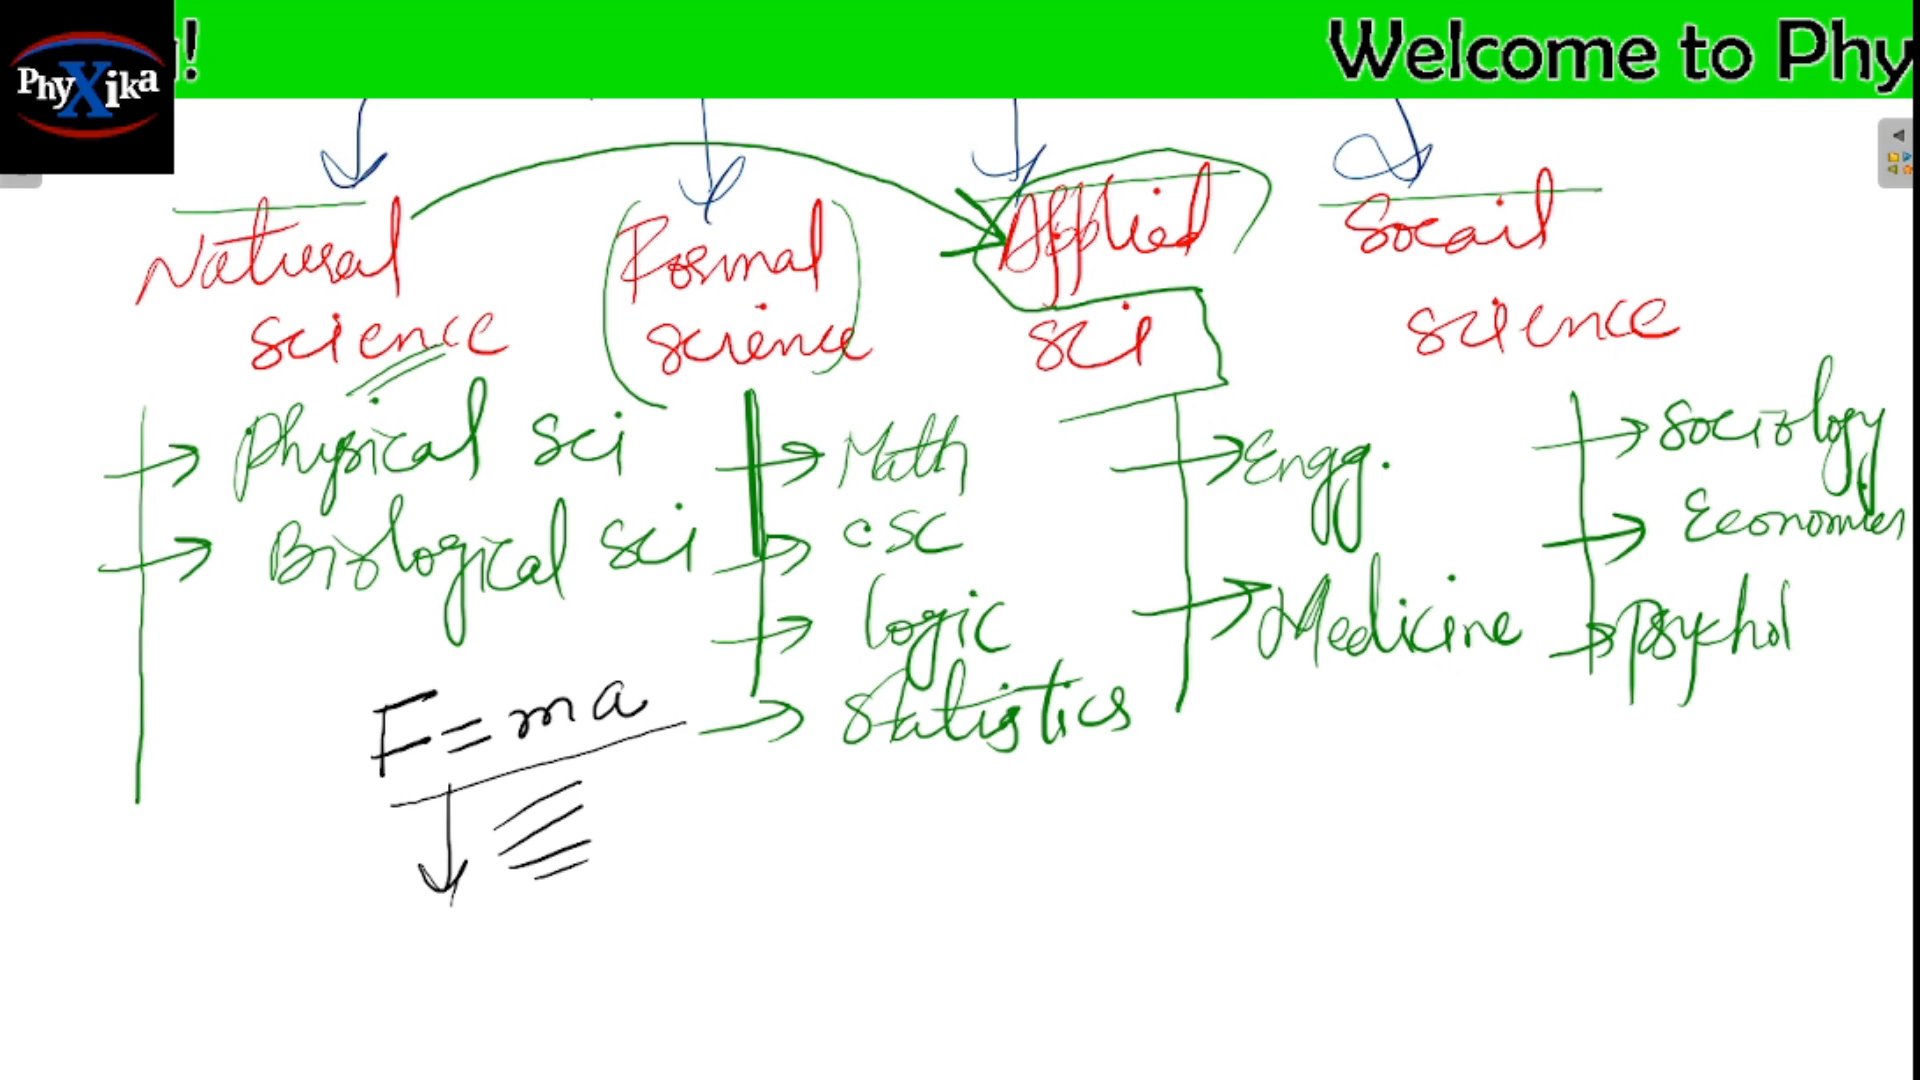 !
Welcome to Phy
PhyXika
Natural
science
Formal
science
Applied
sci
Socail
science
Physical sci
Biological sci
Math
csc
logic
statistics
Engg.
Medicine
sociology
Economics
Psychol
F=ma